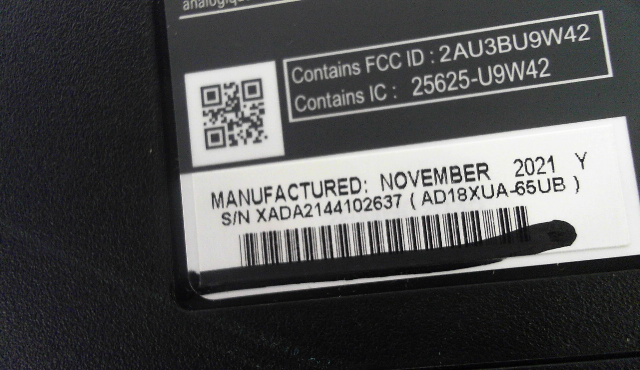 Contains FCC ID : 2AU3BU9W42
Contains IC : 25625-U9W42
MANUFACTURED: NOVEMBER 2021 Y
S/N XADA2144102637 ( AD18XUA-65UB )